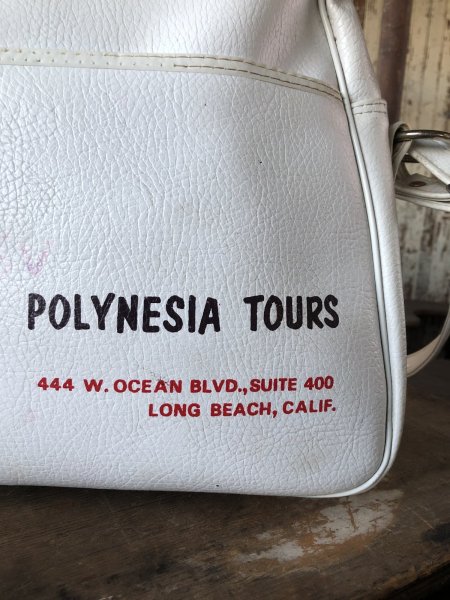 POLYNESIA TOURS
444 W. OCEAN BLVD., SUITE 400
LONG BEACH, CALIF.